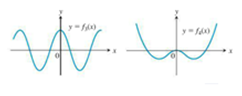 y
y = f₃(x)
0
x
y
y = f₄(x)
0
x